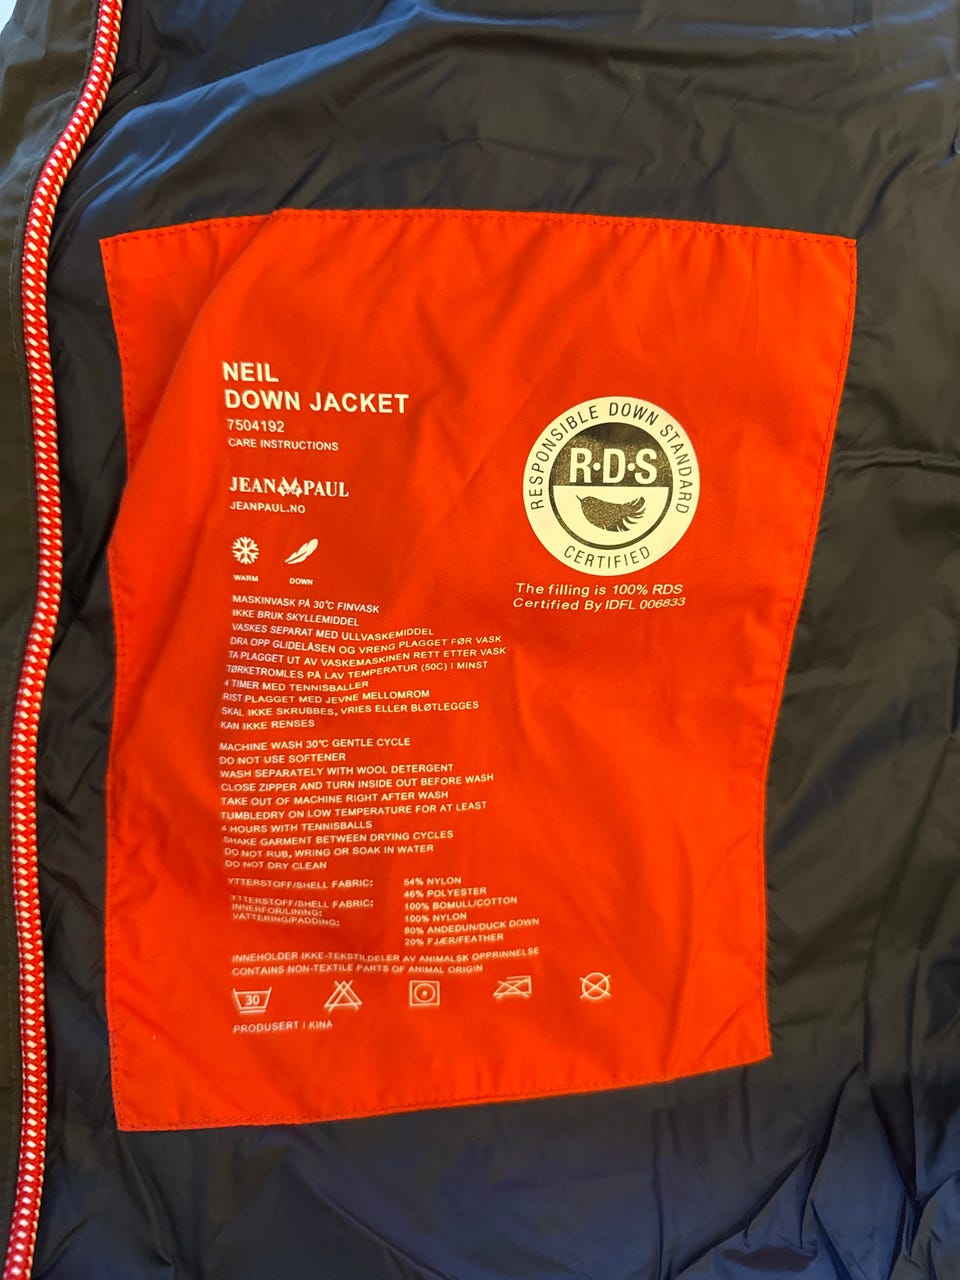 NEIL
DOWN JACKET
7504192
CARE INSTRUCTIONS
JEAN PAUL
JEANPAUL.NO
WARM
DOWN
RESPONSIBLE DOWN STANDARD
R·D·S
CERTIFIED
The filling is 100% RDS
Certified By IDFL 006833
MASKINVASK PÅ 30°C FINVASK
IKKE BRUK SKYLLEMIDDEL
VASKES SEPARAT MED ULLVASKEMIDDEL
DRA OPP GLIDELÅSEN OG VRENG PLAGGET FØR VASK
TA PLAGGET UT AV VASKEMASKINEN RETT ETTER VASK
TØRKETROMLES PÅ LAV TEMPERATUR (50C) I MINST
4 TIMER MED TENNISBALLER
RIST PLAGGET MED JEVNE MELLOMROM
SKAL IKKE SKRUBBES, VRIES ELLER BLØTLEGGES
KAN IKKE RENSES
MACHINE WASH 30°C GENTLE CYCLE
DO NOT USE SOFTENER
WASH SEPARATELY WITH WOOL DETERGENT
CLOSE ZIPPER AND TURN INSIDE OUT BEFORE WASH
TAKE OUT OF MACHINE RIGHT AFTER WASH
TUMBLEDRY ON LOW TEMPERATURE FOR AT LEAST
4 HOURS WITH TENNISBALLS
SHAKE GARMENT BETWEEN DRYING CYCLES
DO NOT RUB, WRING OR SOAK IN WATER
DO NOT DRY CLEAN
YTTERSTOFF/SHELL FABRIC: 54% NYLON
46% POLYESTER
YTTERSTOFF/SHELL FABRIC: 100% BOMULL/COTTON
INNERFOR/LINING: 100% NYLON
VATTERING/PADDING: 80% ANDEDUN/DUCK DOWN
20% FJÆR/FEATHER
INNEHOLDER IKKE-TEKSTILDELER AV ANIMALSK OPPRINNELSE
CONTAINS NON-TEXTILE PARTS OF ANIMAL ORIGIN
30
PRODUSERT I KINA